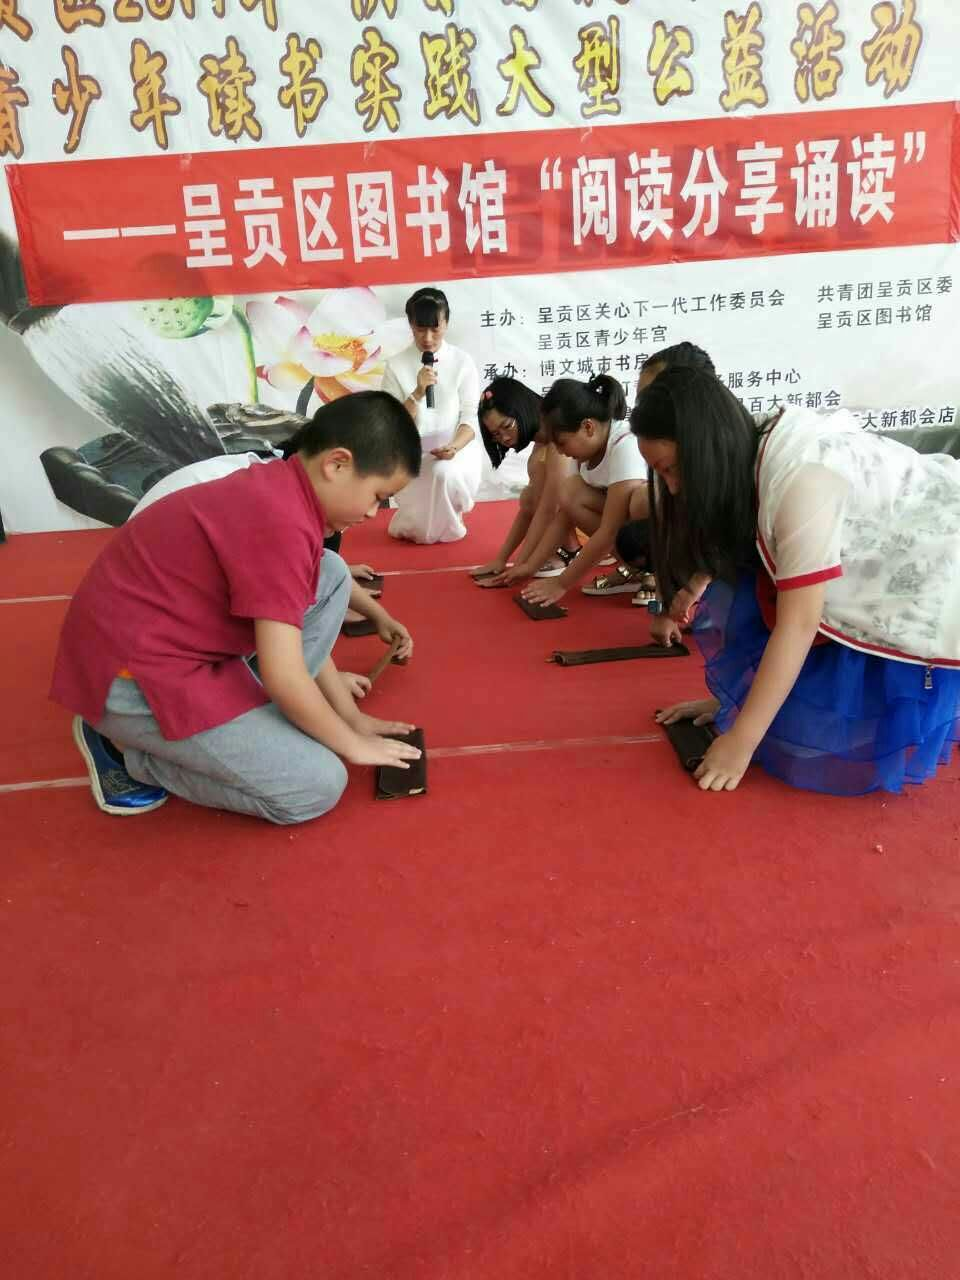 青少年读书实践大型公益活动
——呈贡区图书馆“阅读分享诵读”
主办：呈贡区关心下一代工作委员会 共青团呈贡区委
呈贡区青少年宫 呈贡区图书馆
承办：博文城市书房
服务中心
百大新都会
大新都会店